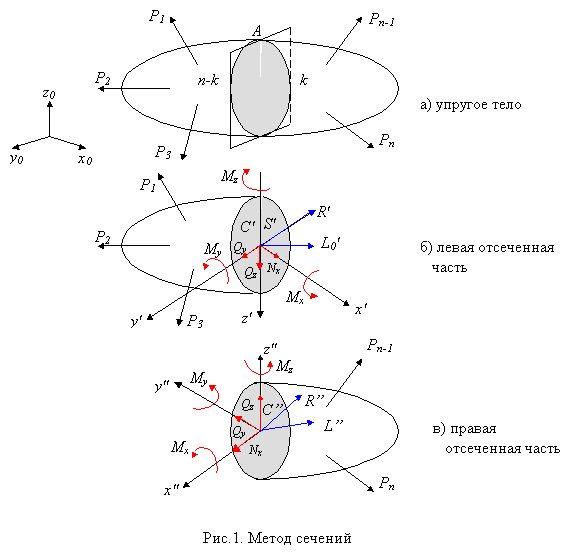 P1
Pn-1
A
P2
n-k
k
а) упругое тело
z0
y0
x0
P3
Pn
Mz
P1
C'' S''
R'
P2
My
Qy
L0'
б) левая отсеченная
часть
Qz
Nx
Mx
P3
y'
z'
x'
z''
Mz
Pn-1
y''
My
Qz
C''
R''
L''
Qy
в) правая
отсеченная часть
Mx
Nx
x''
Pn
Рис.1. Метод сечений